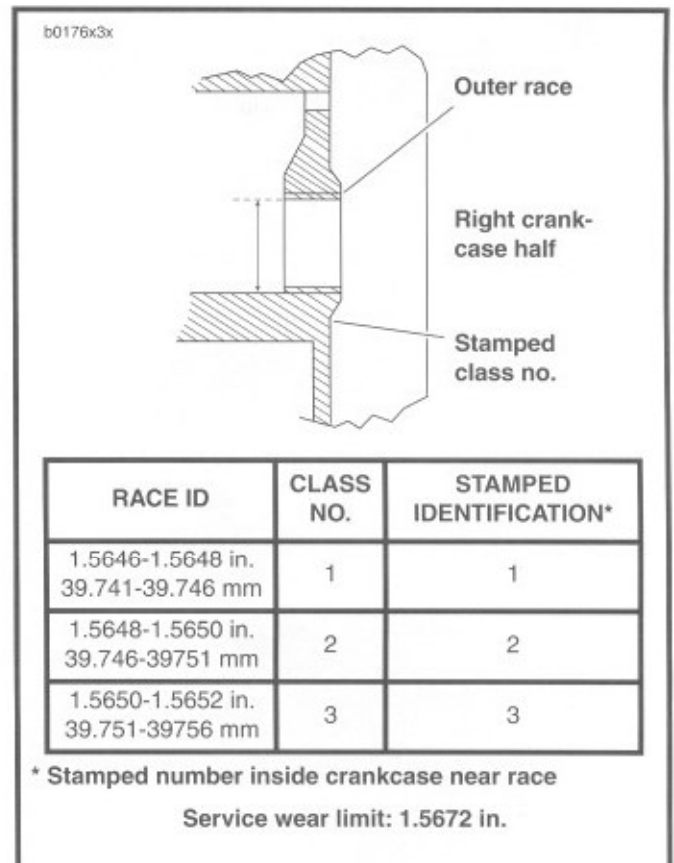 b0176x3x
Outer race
Right crank-
case half
Stamped
class no.
RACE ID
CLASS
NO.
STAMPED
IDENTIFICATION*
1.5646-1.5648 in.
39.741-39.746 mm
1
1
1.5648-1.5650 in.
39.746-39751 mm
2
2
1.5650-1.5652 in.
39.751-39756 mm
3
3
* Stamped number inside crankcase near race
Service wear limit: 1.5672 in.